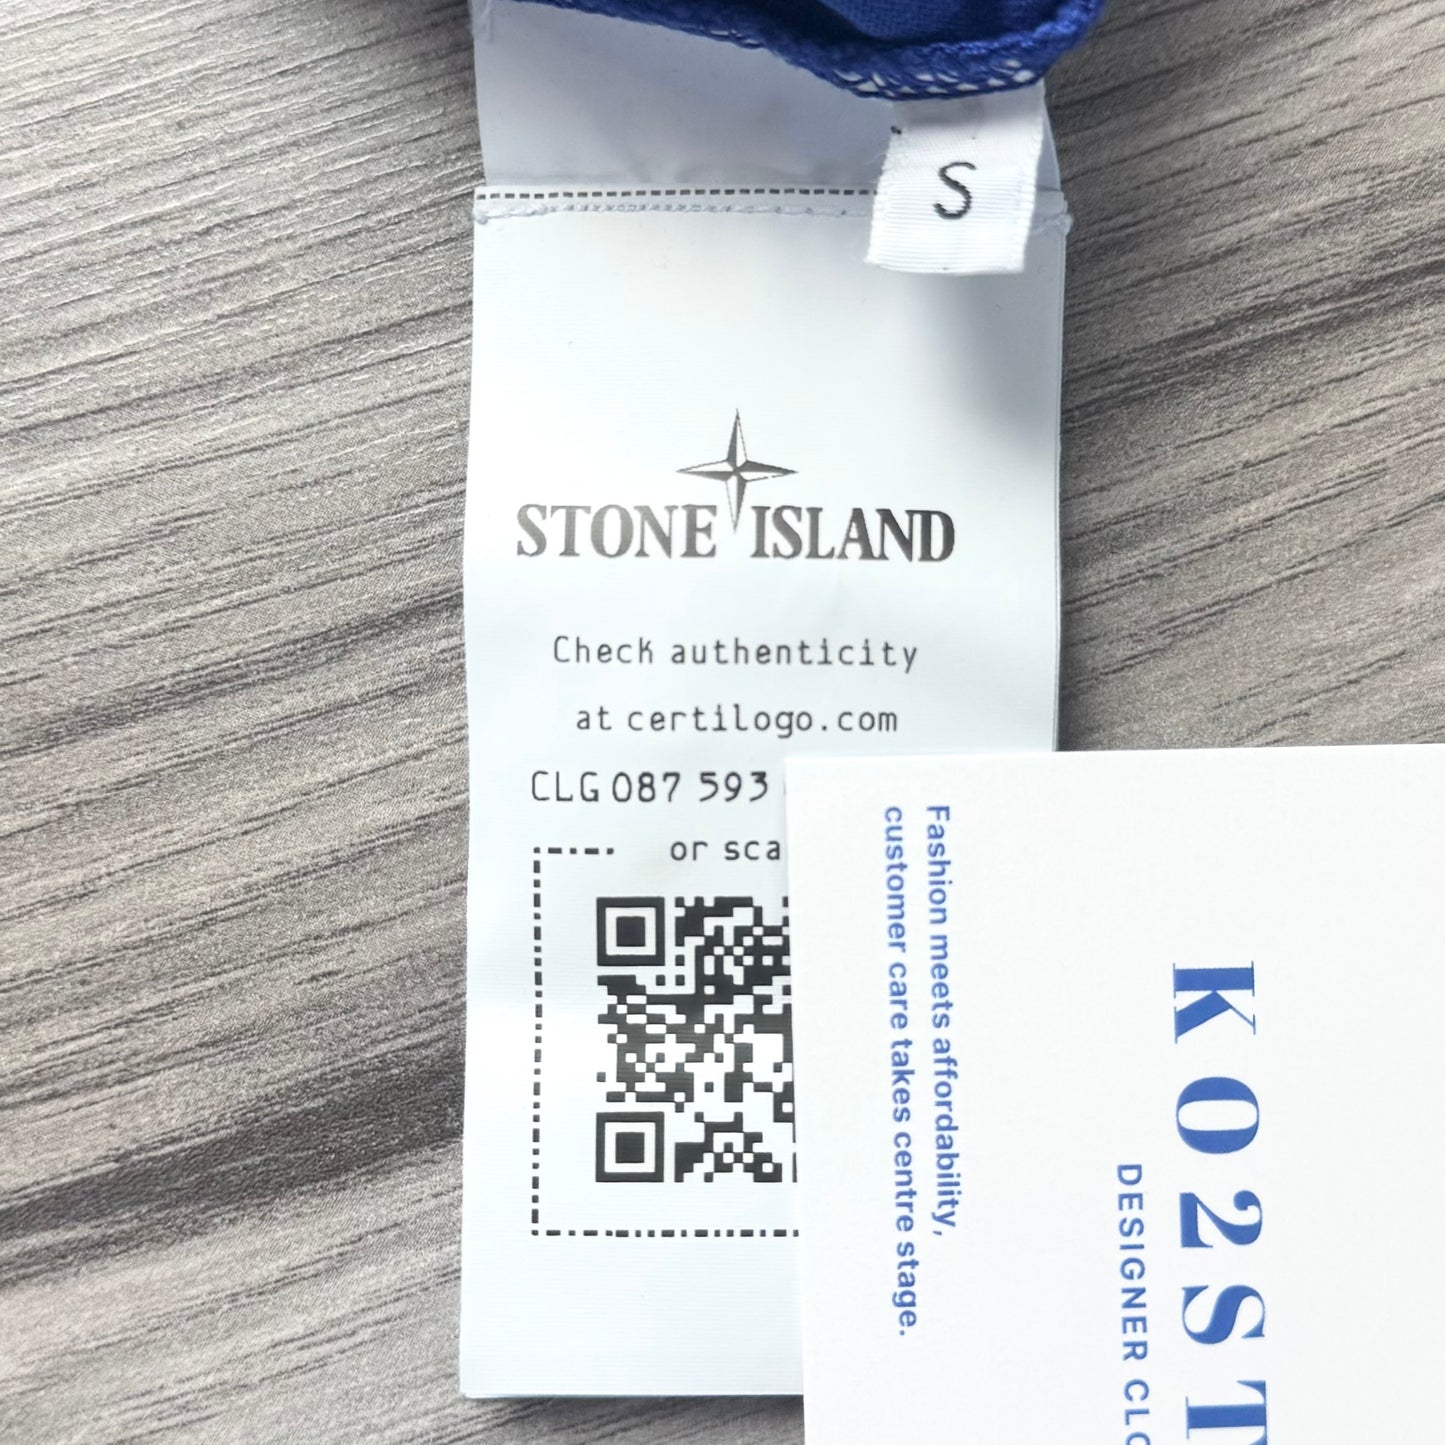 S
STONE ISLAND
Check authenticity
at certilogo.com
CLG 087 593
or sca
Fashion meets affordability,
customer care takes centre stage.
KO2ST
DESIGNER CLO